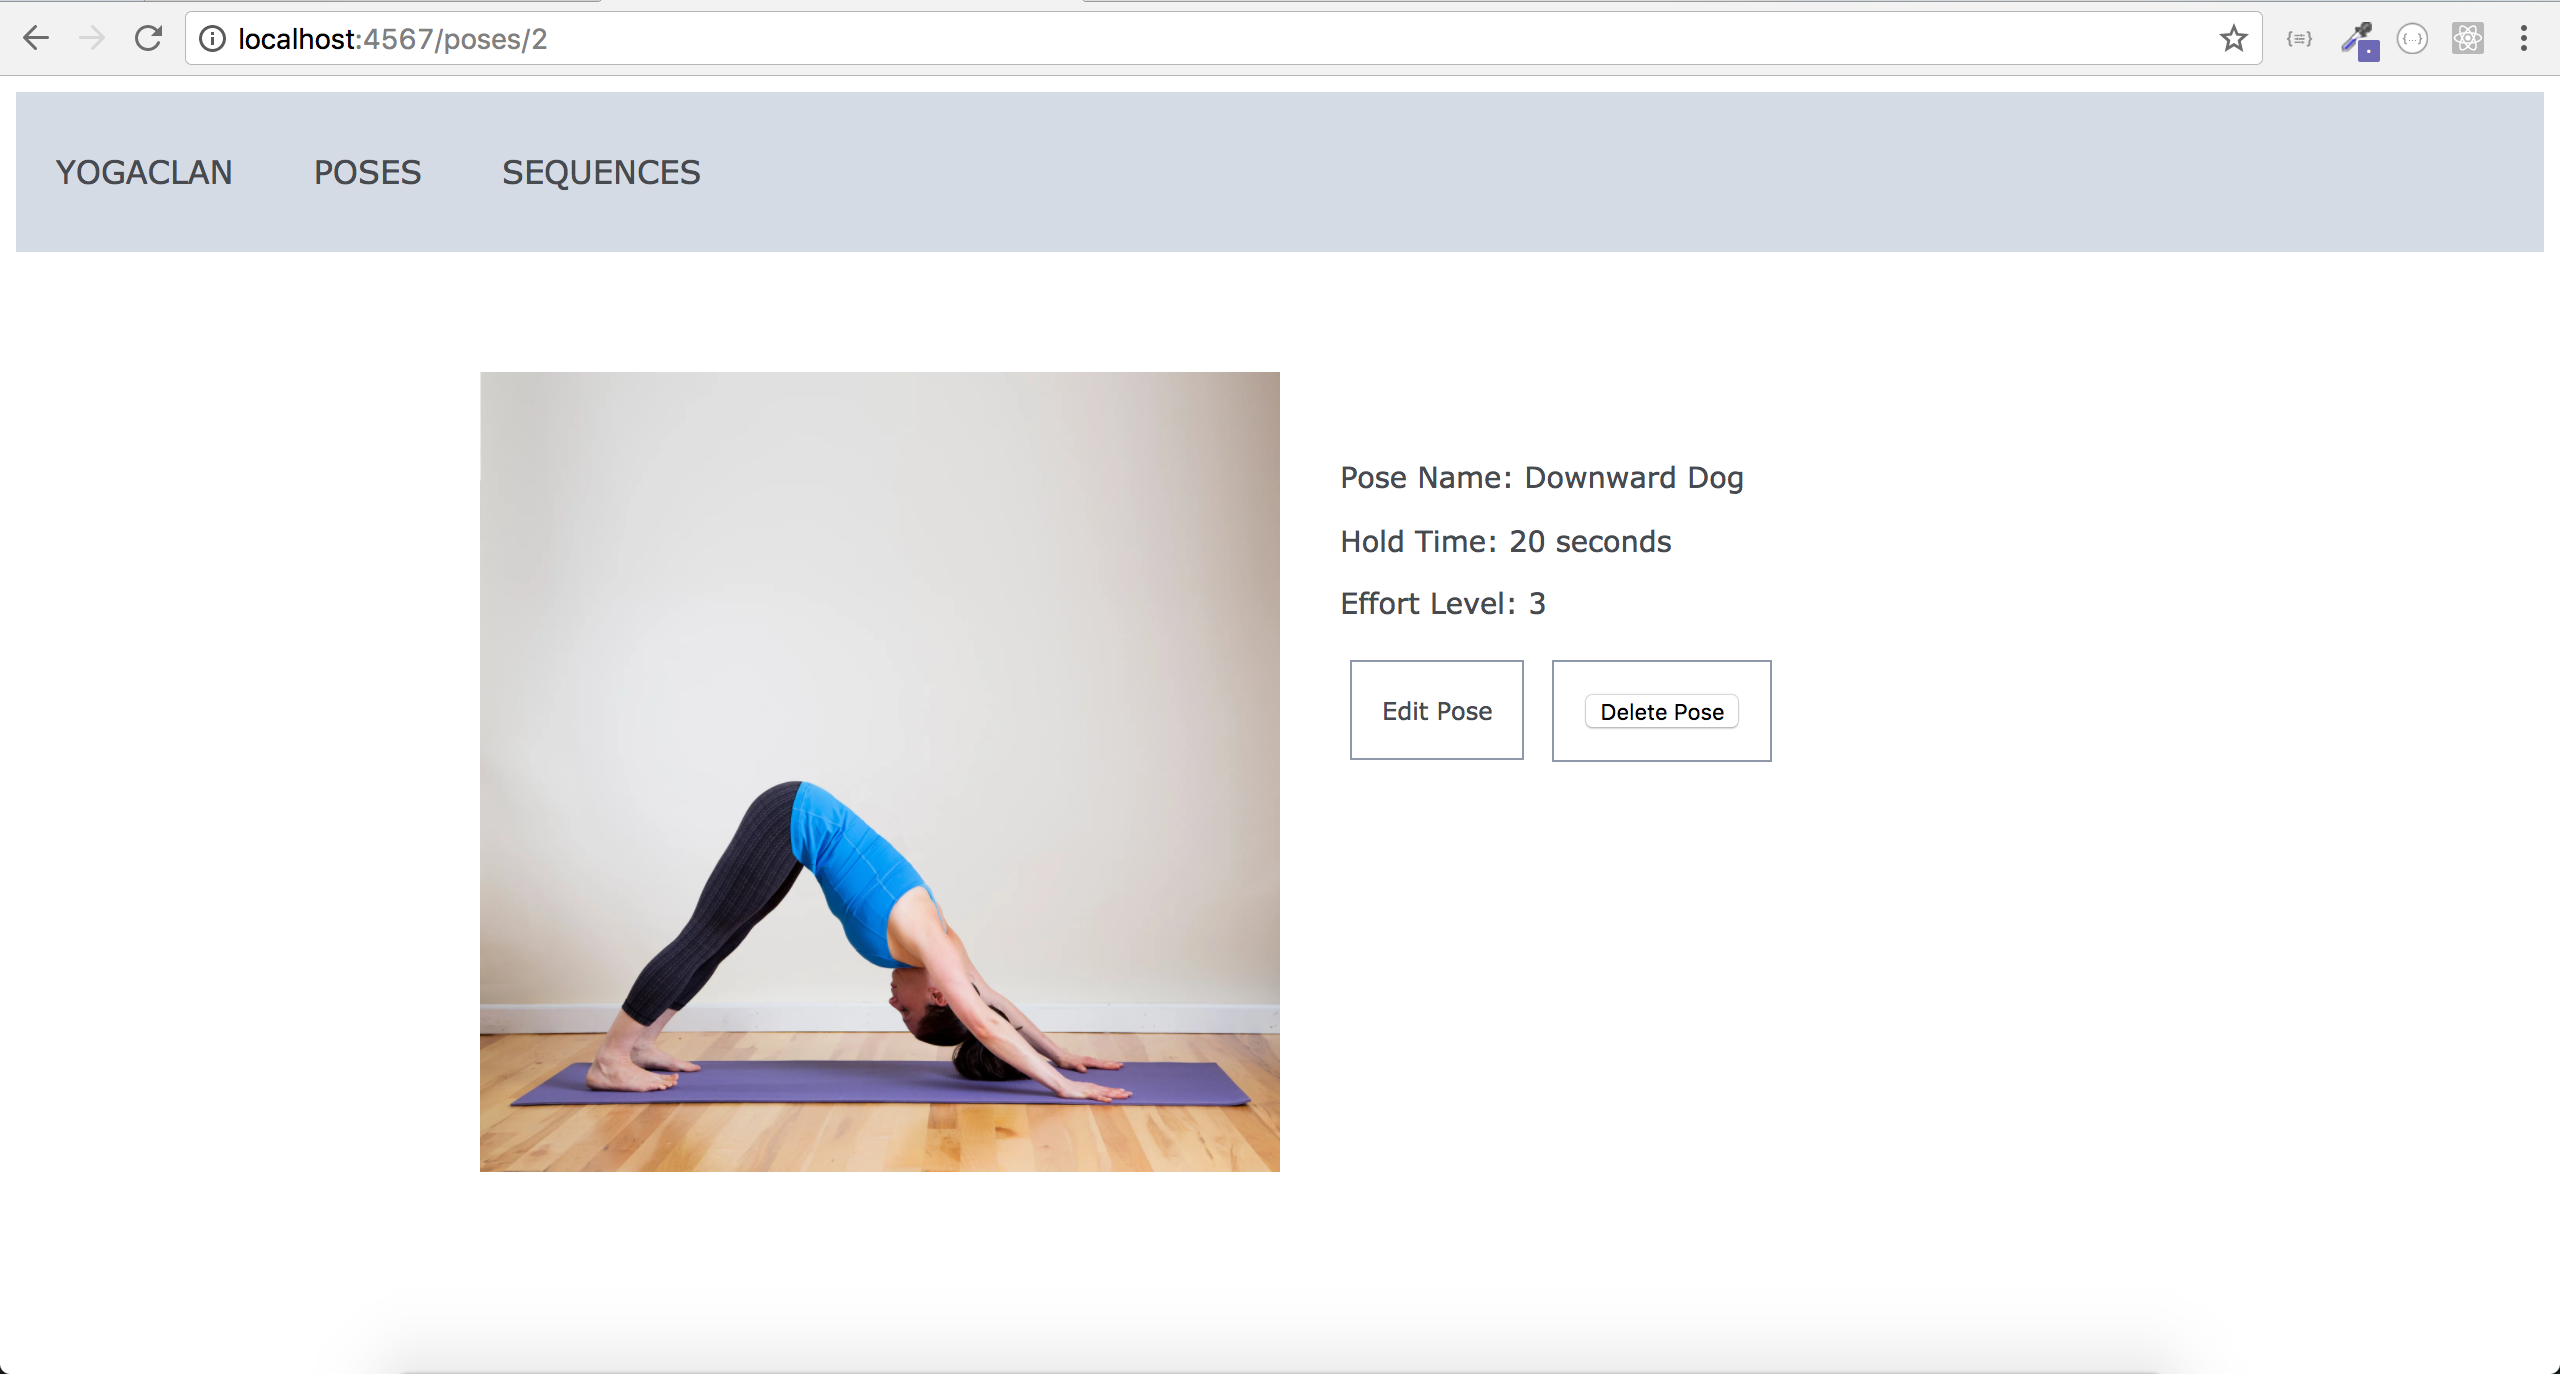 localhost:4567/poses/2
YOGACLAN POSES SEQUENCES
Pose Name: Downward Dog
Hold Time: 20 seconds
Effort Level: 3
Edit Pose Delete Pose